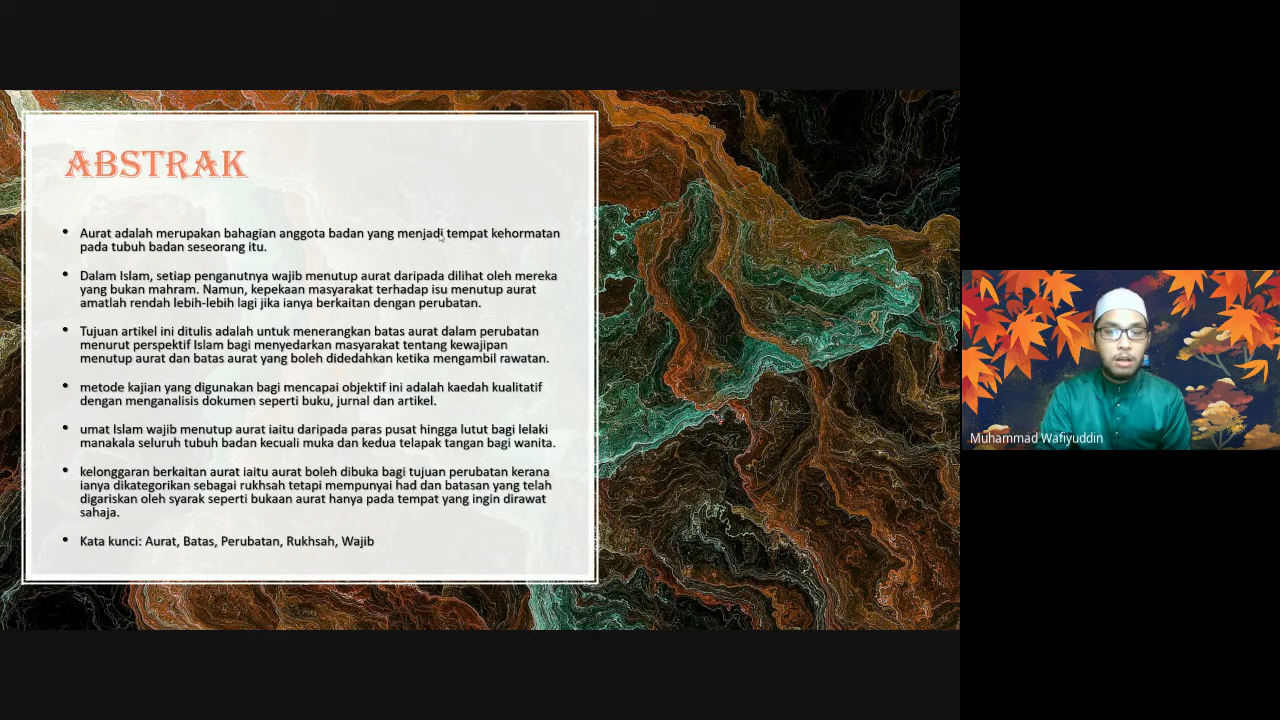 ABSTRAK
• Aurat adalah merupakan bahagian anggota badan yang menjadi tempat kehormatan
pada tubuh badan seseorang itu.
• Dalam Islam, setiap penganutnya wajib menutup aurat daripada dilihat oleh mereka
yang bukan mahram. Namun, kepekaan masyarakat terhadap isu menutup aurat
amatlah rendah lebih-lebih lagi jika ianya berkaitan dengan perubatan.
• Tujuan artikel ini ditulis adalah untuk menerangkan batas aurat dalam perubatan
menurut perspektif Islam bagi menyedarkan masyarakat tentang kewajipan
menutup aurat dan batas aurat yang boleh didedahkan ketika mengambil rawatan.
• metode kajian yang digunakan bagi mencapai objektif ini adalah kaedah kualitatif
dengan menganalisis dokumen seperti buku, jurnal dan artikel.
• umat Islam wajib menutup aurat iaitu daripada paras pusat hingga lutut bagi lelaki
manakala seluruh tubuh badan kecuali muka dan kedua telapak tangan bagi wanita.
• kelonggaran berkaitan aurat iaitu aurat boleh dibuka bagi tujuan perubatan kerana
ianya dikategorikan sebagai rukhsah tetapi mempunyai had dan batasan yang telah
digariskan oleh syarak seperti bukaan aurat hanya pada tempat yang ingin dirawat
sahaja.
• Kata kunci: Aurat, Batas, Perubatan, Rukhsah, Wajib
Muhammad Wafiyuddin